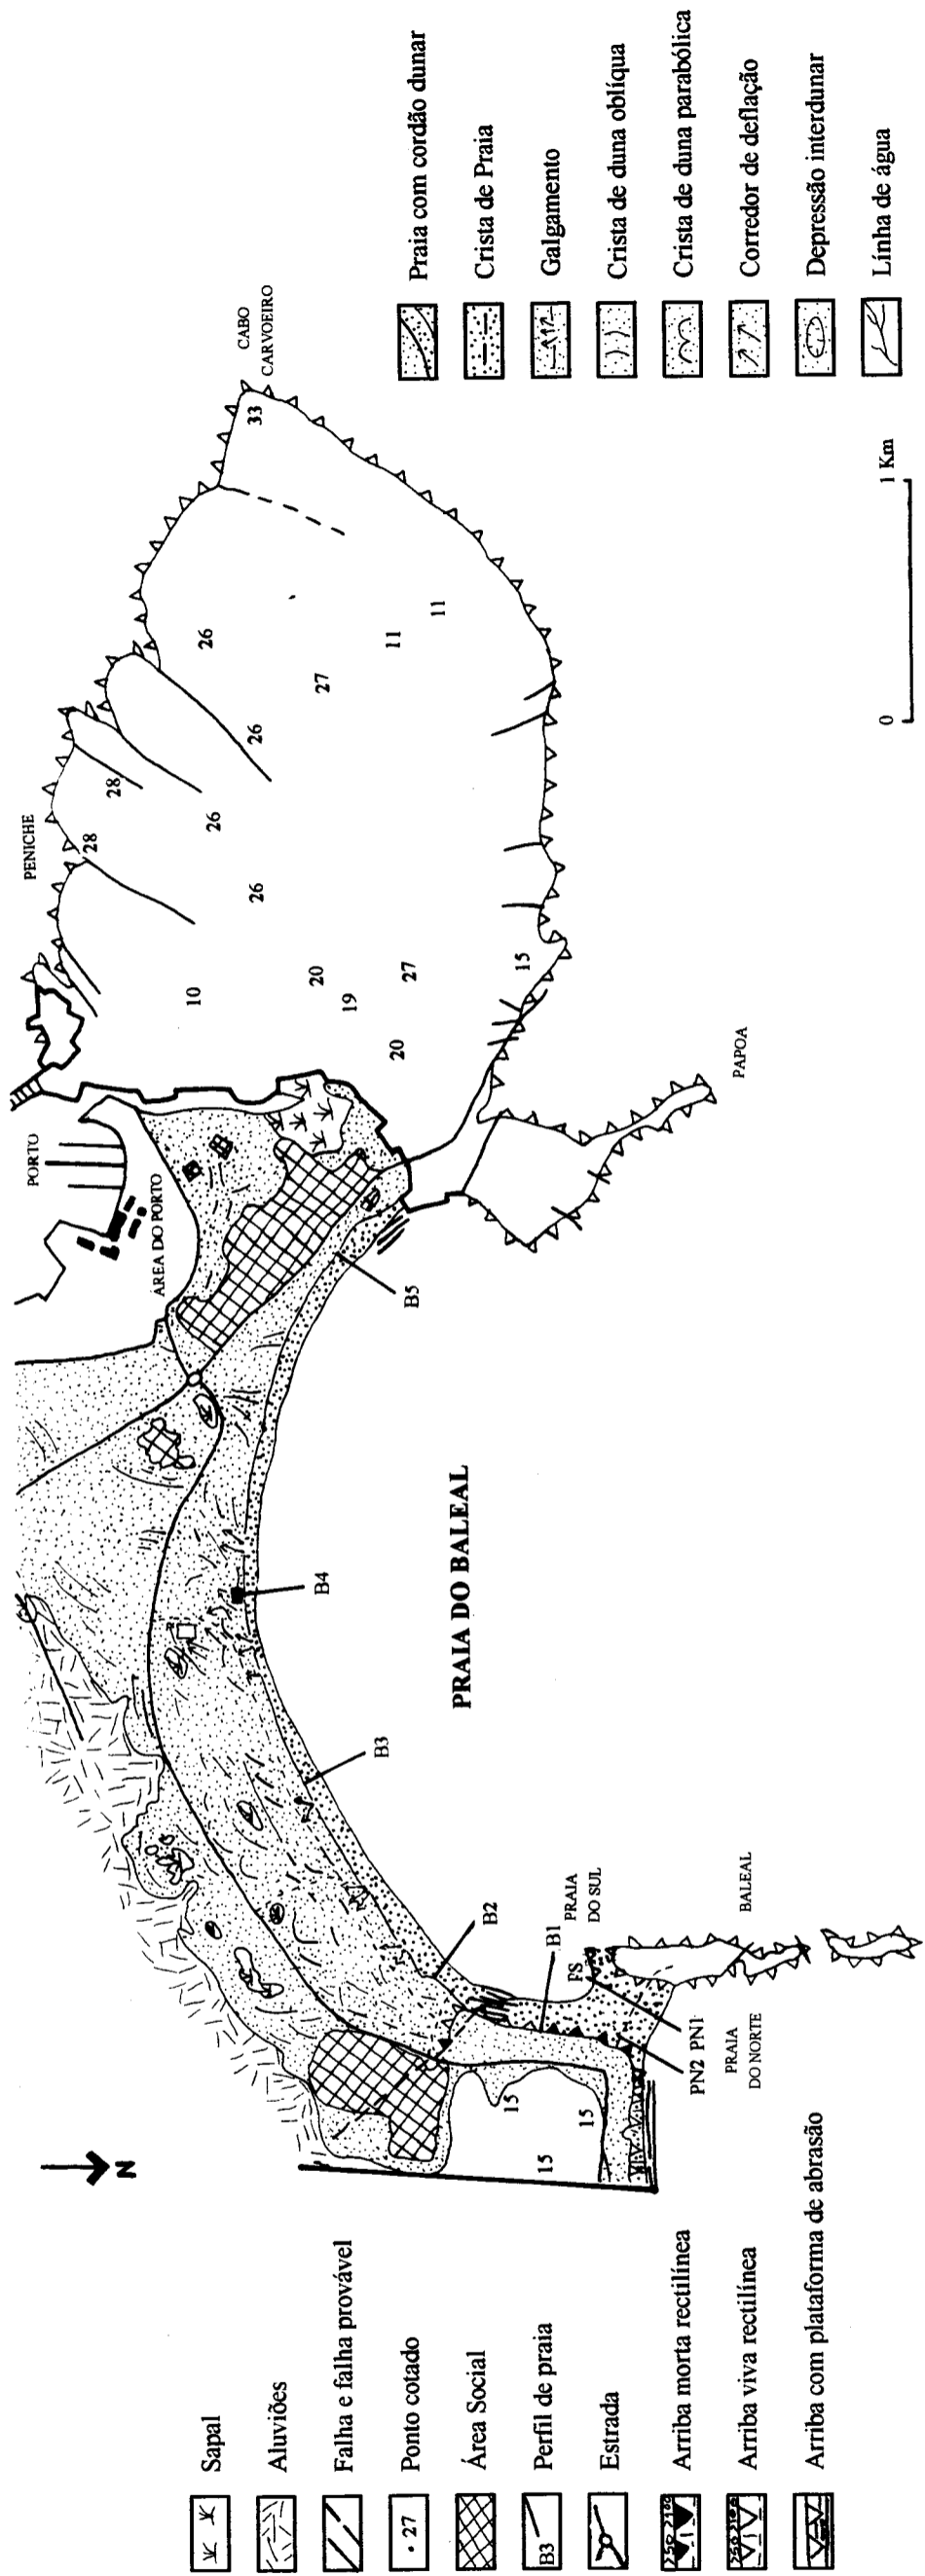 Sapal
Aluviões
Falha e falha provável
27
Ponto cotado
Área Social
B3
Perfil de praia
Estrada
Arriba morta rectilínea
Arriba viva rectilínea
Arriba com plataforma de abrasão
N
15
15
15
PN2 PN1
PRAIA
DO NORTE
PS
B1
PRAIA
DO SUL
BALEAL
B2
B3
B4
B5
PRAIA DO BALEAL
ÁREA DO PORTO
PORTO
PAPOA
PENICHE
10
20
19
20
27
15
28
28
26
26
26
27
26
11
11
33
CABO
CARVOEIRO
0
1 Km
Praia com cordão dunar
Crista de Praia
Galgamento
Crista de duna oblíqua
Crista de duna parabólica
Corredor de deflação
Depressão interdunar
Línha de água